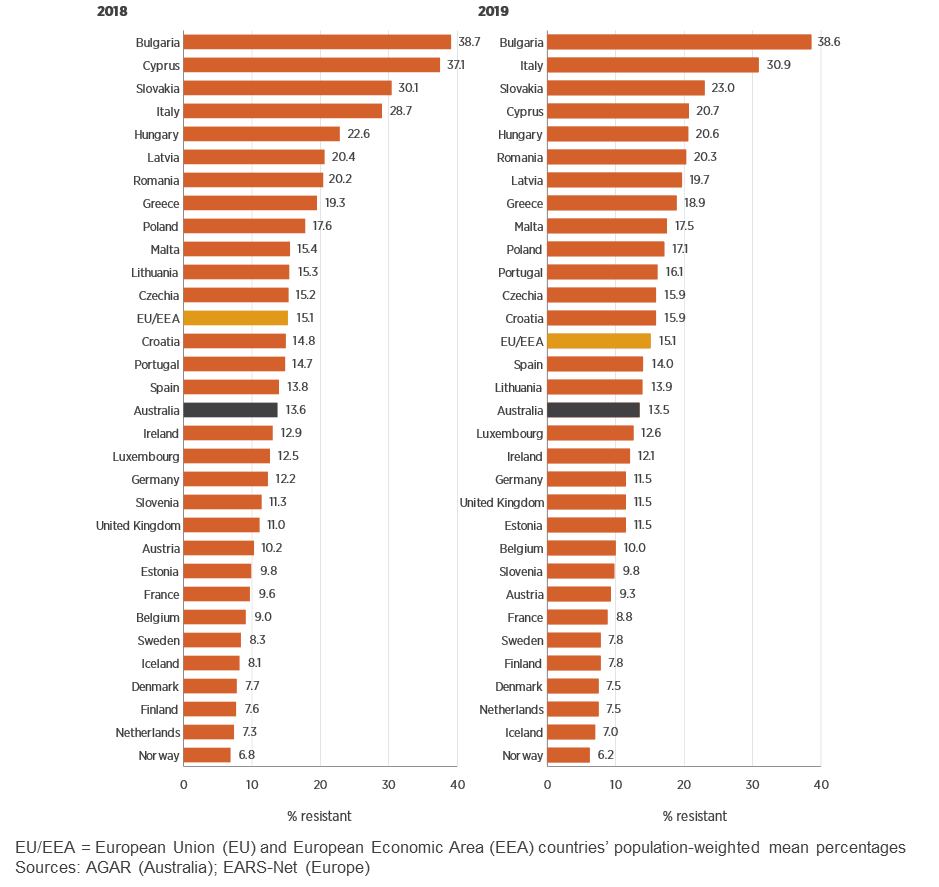 2018
Bulgaria 38.7
Cyprus 37.1
Slovakia 30.1
Italy 28.7
Hungary 22.6
Latvia 20.4
Romania 20.2
Greece 19.3
Poland 17.6
Malta 15.4
Lithuania 15.3
Czechia 15.2
EU/EEA 15.1
Croatia 14.8
Portugal 14.7
Spain 13.8
Australia 13.6
Ireland 12.9
Luxembourg 12.5
Germany 12.2
Slovenia 11.3
United Kingdom 11.0
Austria 10.2
Estonia 9.8
France 9.6
Belgium 9.0
Sweden 8.3
Iceland 8.1
Denmark 7.7
Finland 7.6
Netherlands 7.3
Norway 6.8
0 10 20 30 40
% resistant
2019
Bulgaria 38.6
Italy 30.9
Slovakia 23.0
Cyprus 20.7
Hungary 20.6
Romania 20.3
Latvia 19.7
Greece 18.9
Malta 17.5
Poland 17.1
Portugal 16.1
Czechia 15.9
Croatia 15.9
EU/EEA 15.1
Spain 14.0
Lithuania 13.9
Australia 13.5
Luxembourg 12.6
Ireland 12.1
Germany 11.5
United Kingdom 11.5
Estonia 11.5
Belgium 10.0
Slovenia 9.8
Austria 9.3
France 8.8
Sweden 7.8
Finland 7.8
Denmark 7.5
Netherlands 7.5
Iceland 7.0
Norway 6.2
0 10 20 30 40
% resistant
EU/EEA = European Union (EU) and European Economic Area (EEA) countries’ population-weighted mean percentages
Sources: AGAR (Australia); EARS-Net (Europe)